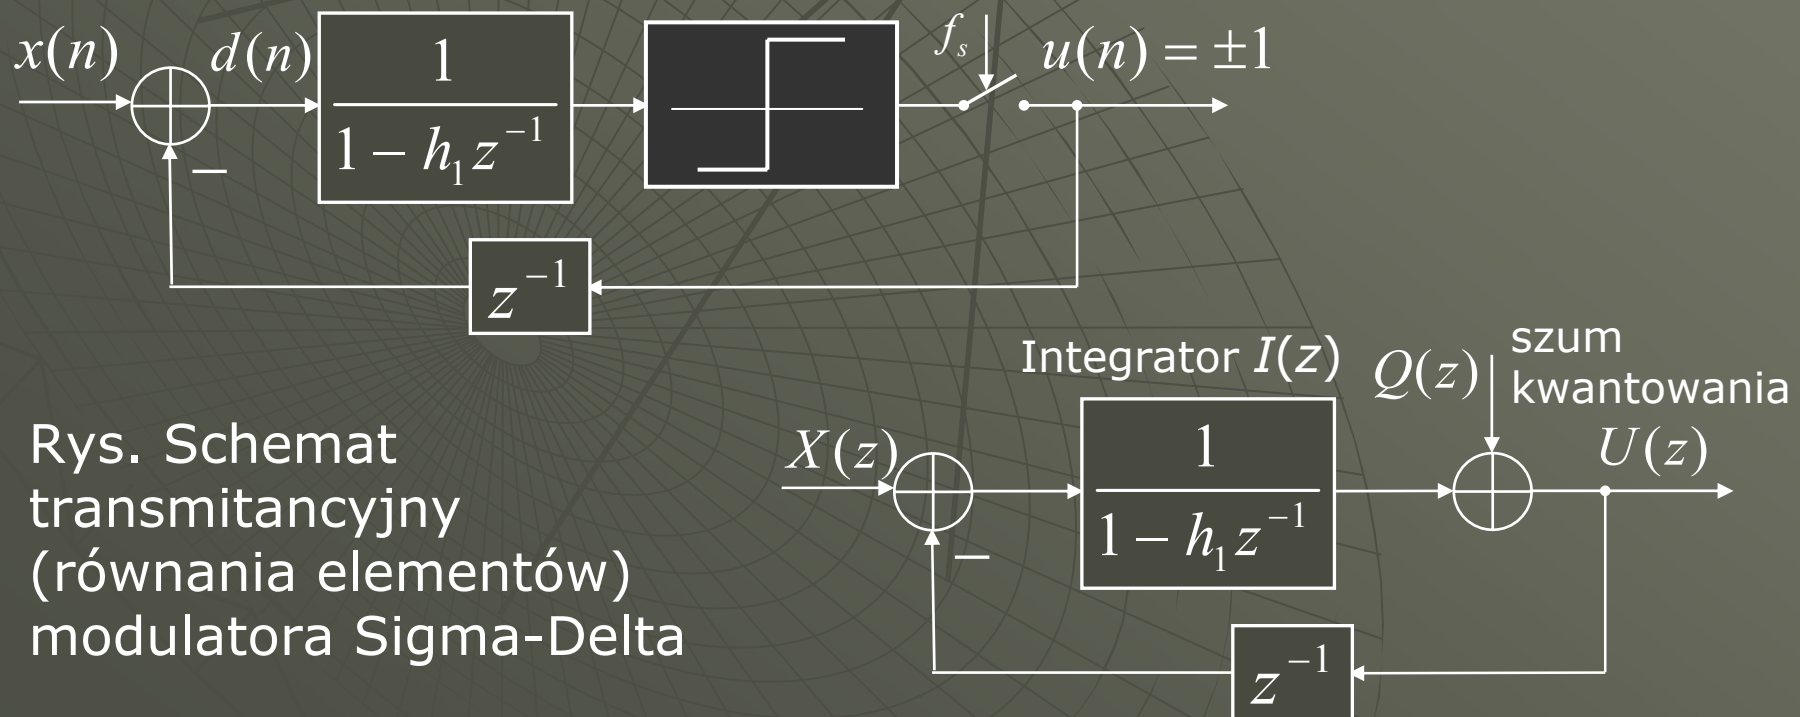 x(n)
d(n)
1
1 − h₁z⁻¹
fₛ
u(n) = ±1
−
z⁻¹
Integrator I(z)
Q(z)
szum
kwantowania
X(z)
1
1 − h₁z⁻¹
U(z)
−
z⁻¹
Rys. Schemat
transmitancyjny
(równania elementów)
modulatora Sigma-Delta